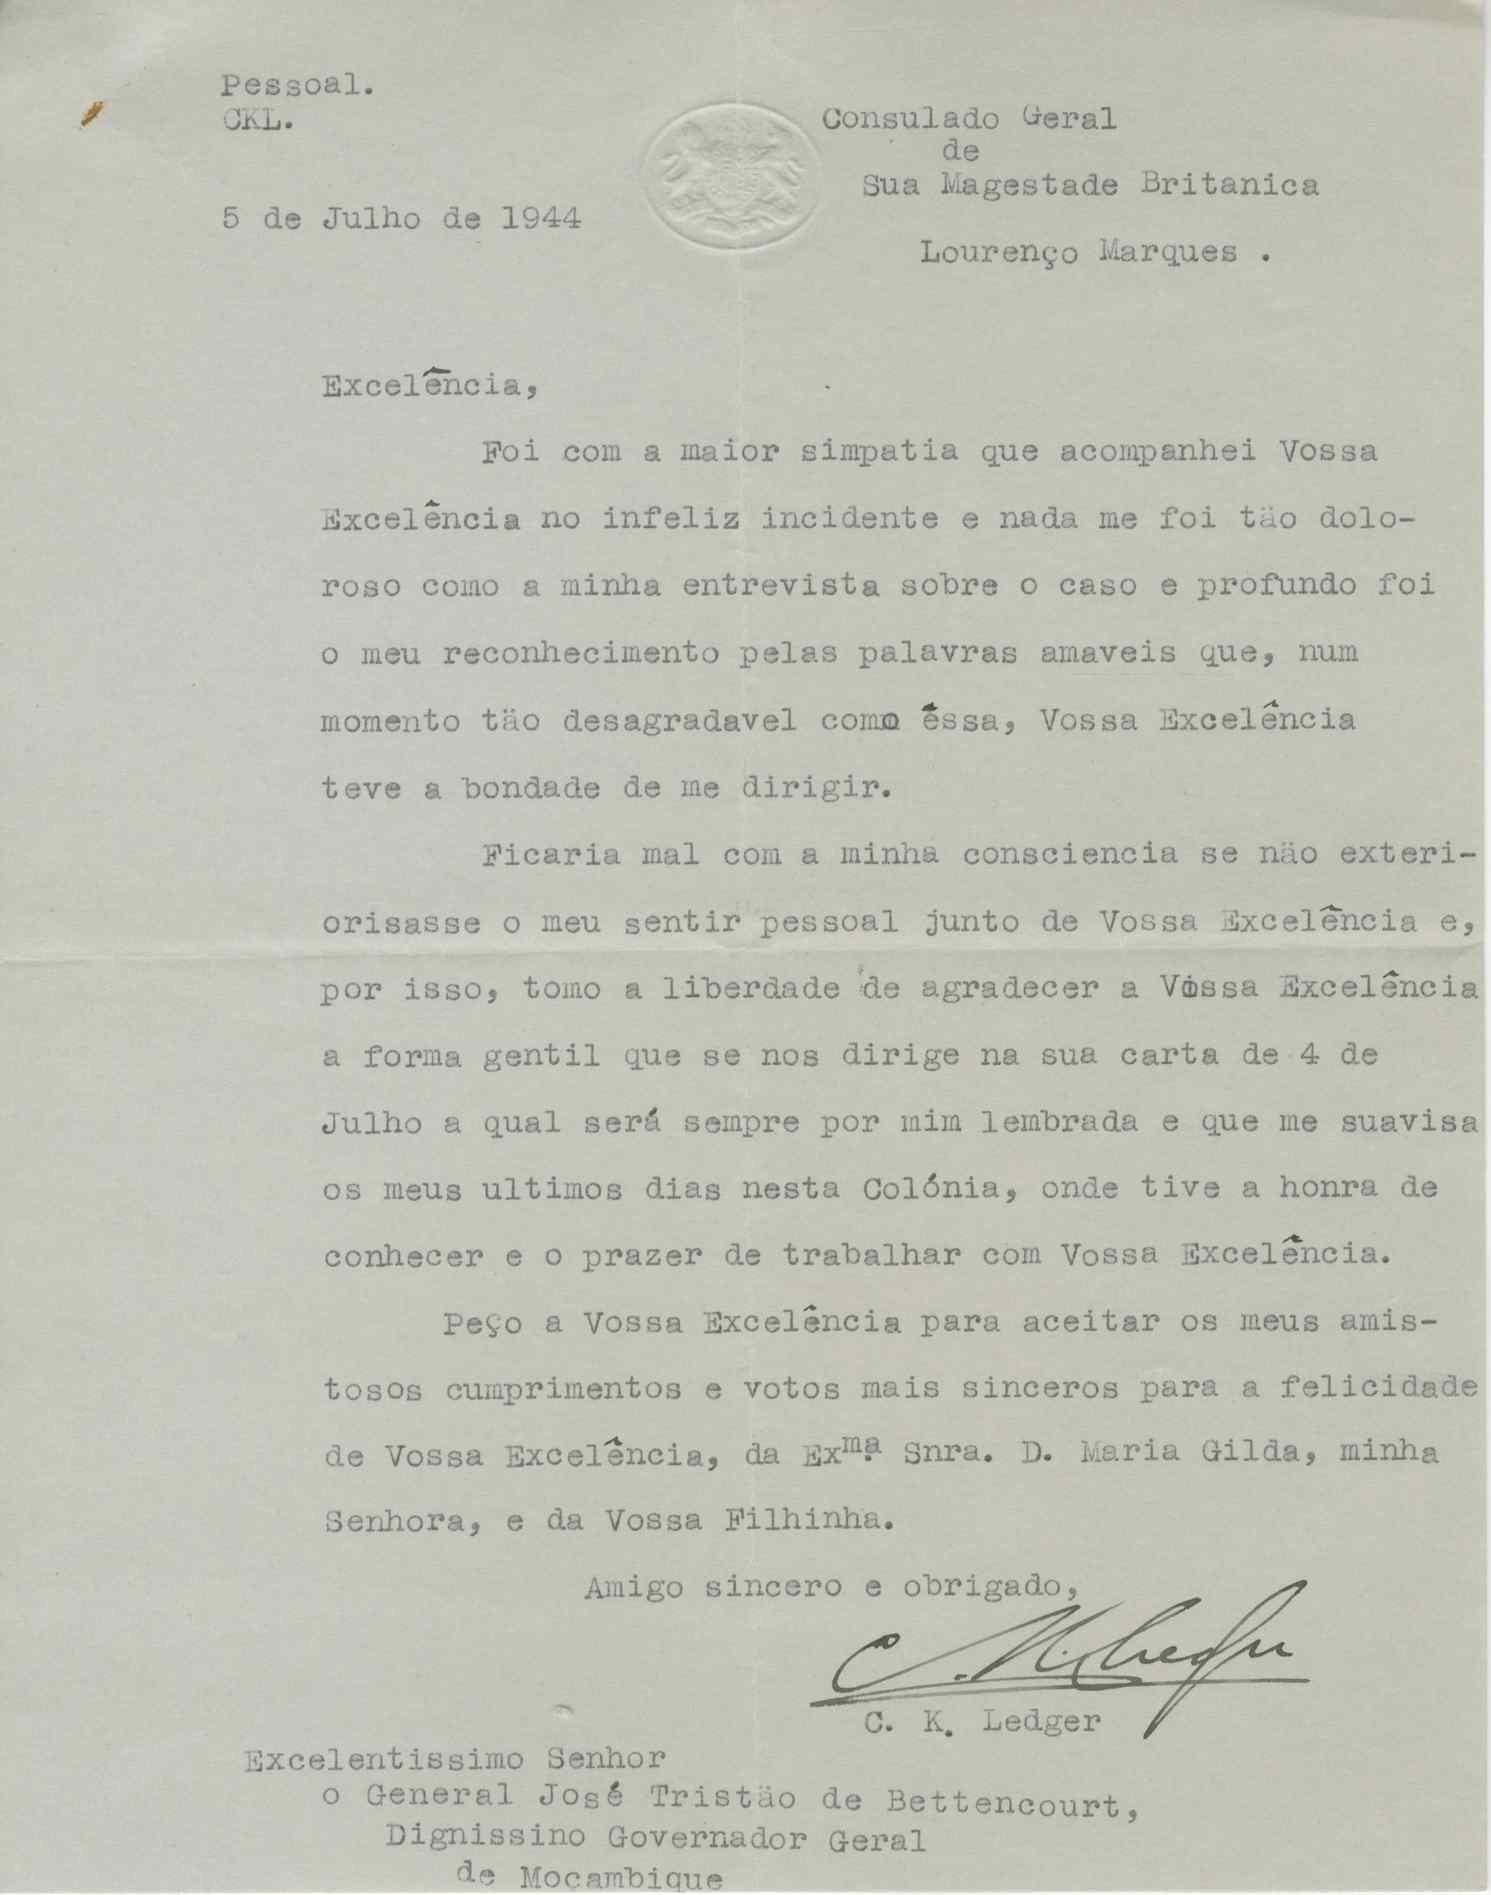 Pessoal.
CKL.
Consulado Geral
de
Sua Magestade Britanica
5 de Julho de 1944
Lourenço Marques .
Excelência,
Foi com a maior simpatia que acompanhei Vossa
Excelência no infeliz incidente e nada me foi täo dolo-
roso como a minha entrevista sobre o caso e profundo foi
o meu reconhecimento pelas palavras amaveis que, num
momento täo desagradavel como éssa, Vossa Excelência
teve a bondade de me dirigir.
Ficaria mal com a minha consciencia se näo exteri-
orisasse o meu sentir pessoal junto de Vossa Excelência e,
por isso, tomo a liberdade de agradecer a Vossa Excelência
a forma gentil que se nos dirige na sua carta de 4 de
Julho a qual será sempre por mim lembrada e que me suavisa
os meus ultimos dias nesta Colónia, onde tive a honra de
conhecer e o prazer de trabalhar com Vossa Excelência.
Peço a Vossa Excelência para aceitar os meus amis-
tosos cumprimentos e votos mais sinceros para a felicidade
de Vossa Excelência, da Exma. Snra. D. Maria Gilda, minha
Senhora, e da Vossa Filhinha.
Amigo sincero e obrigado,
C. K. Ledger
C. K. Ledger
Excelentissimo Senhor
o General José Tristäo de Bettencourt,
Dignissino Governador Geral
de Moçambique